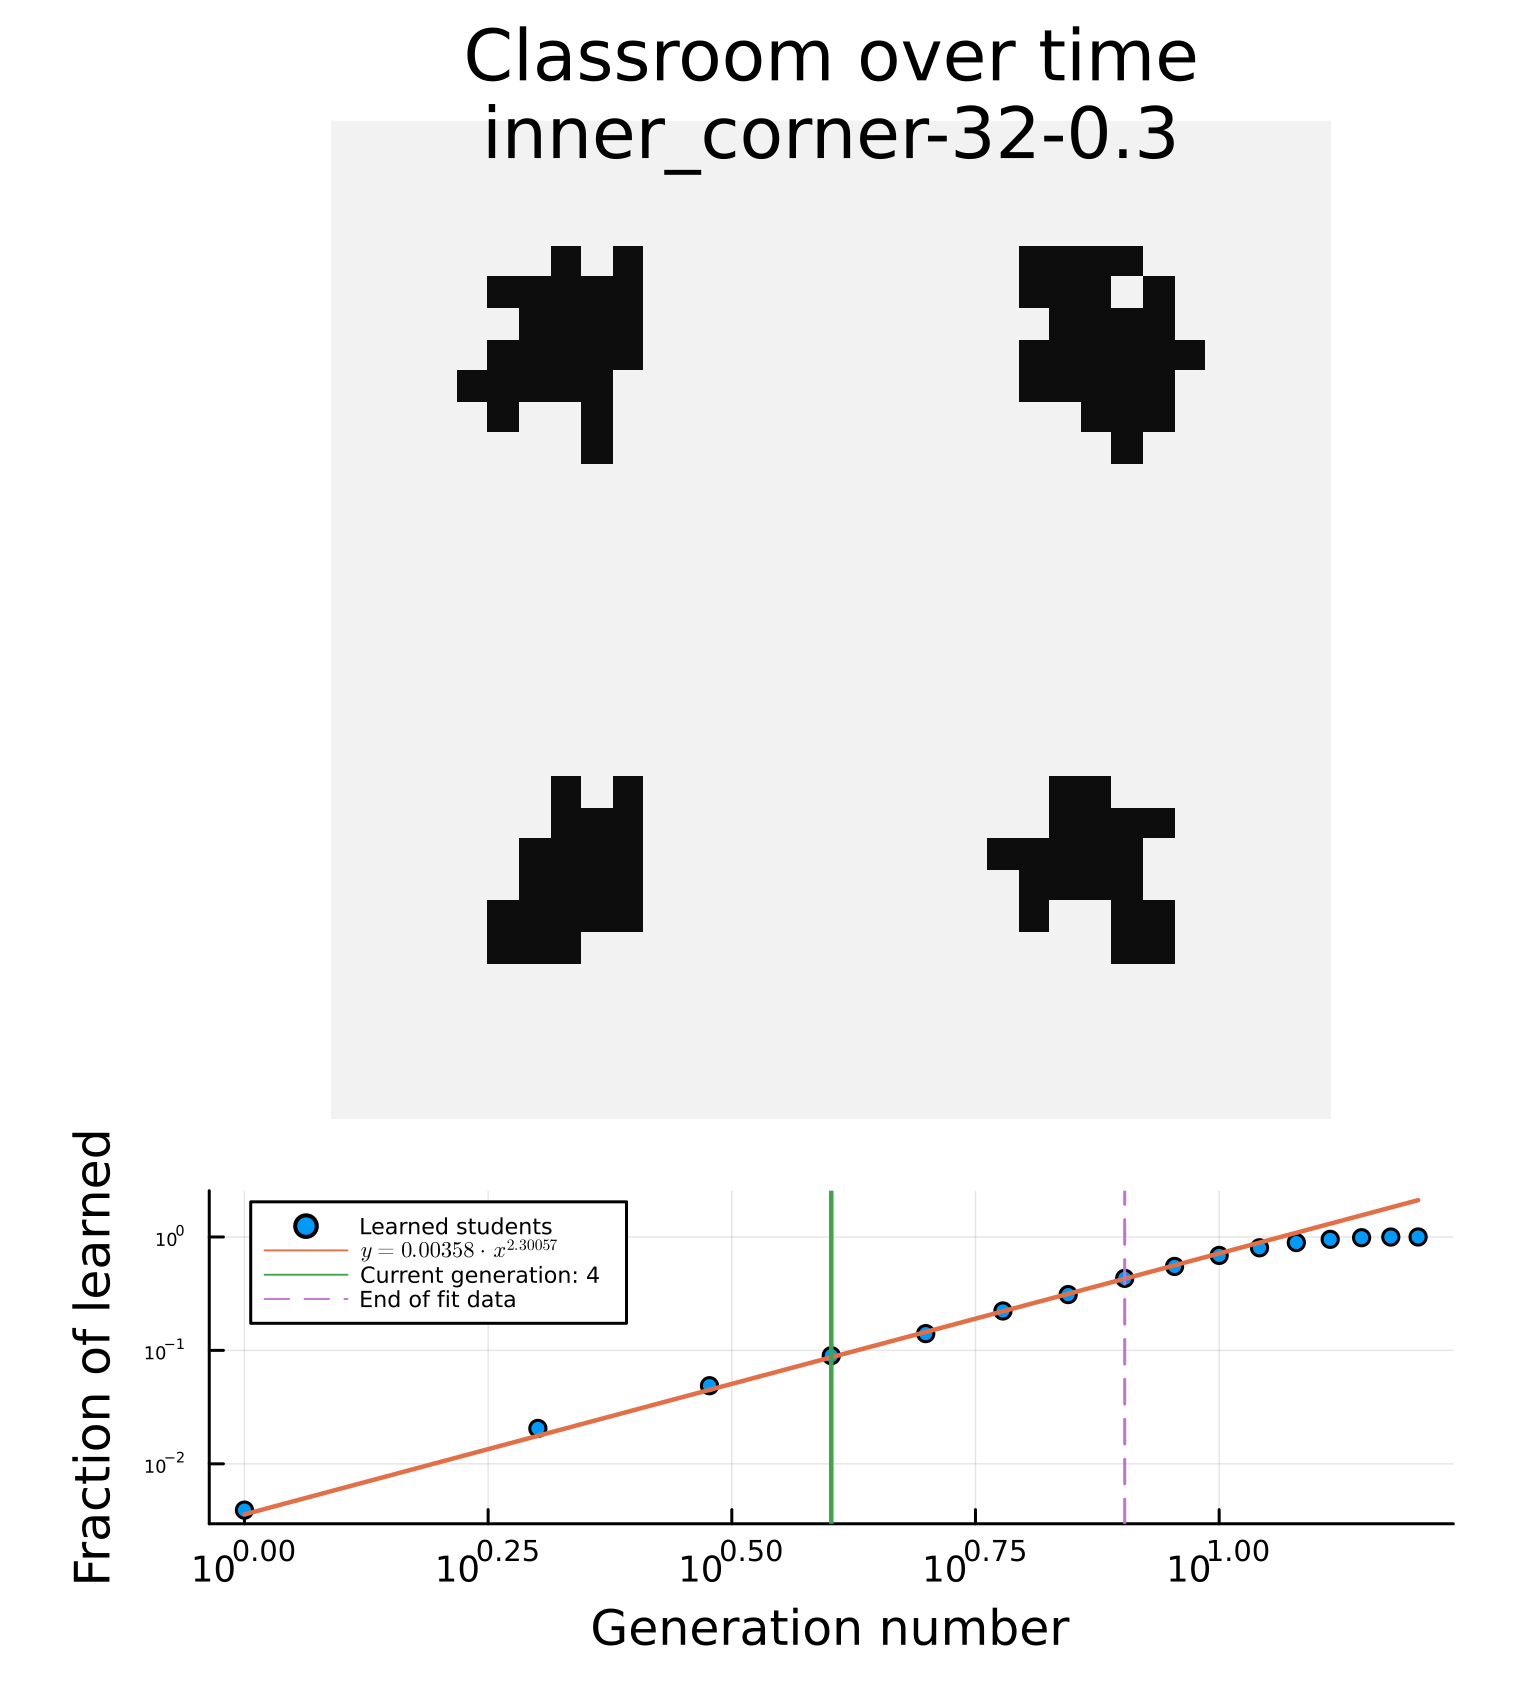 Classroom over time
inner_corner-32-0.3
Fraction of learned
10⁰
10⁻¹
10⁻²
Learned students
y = 0.00358 · x^2.30057
Current generation: 4
End of fit data
10^0.00 10^0.25 10^0.50 10^0.75 10^1.00
Generation number